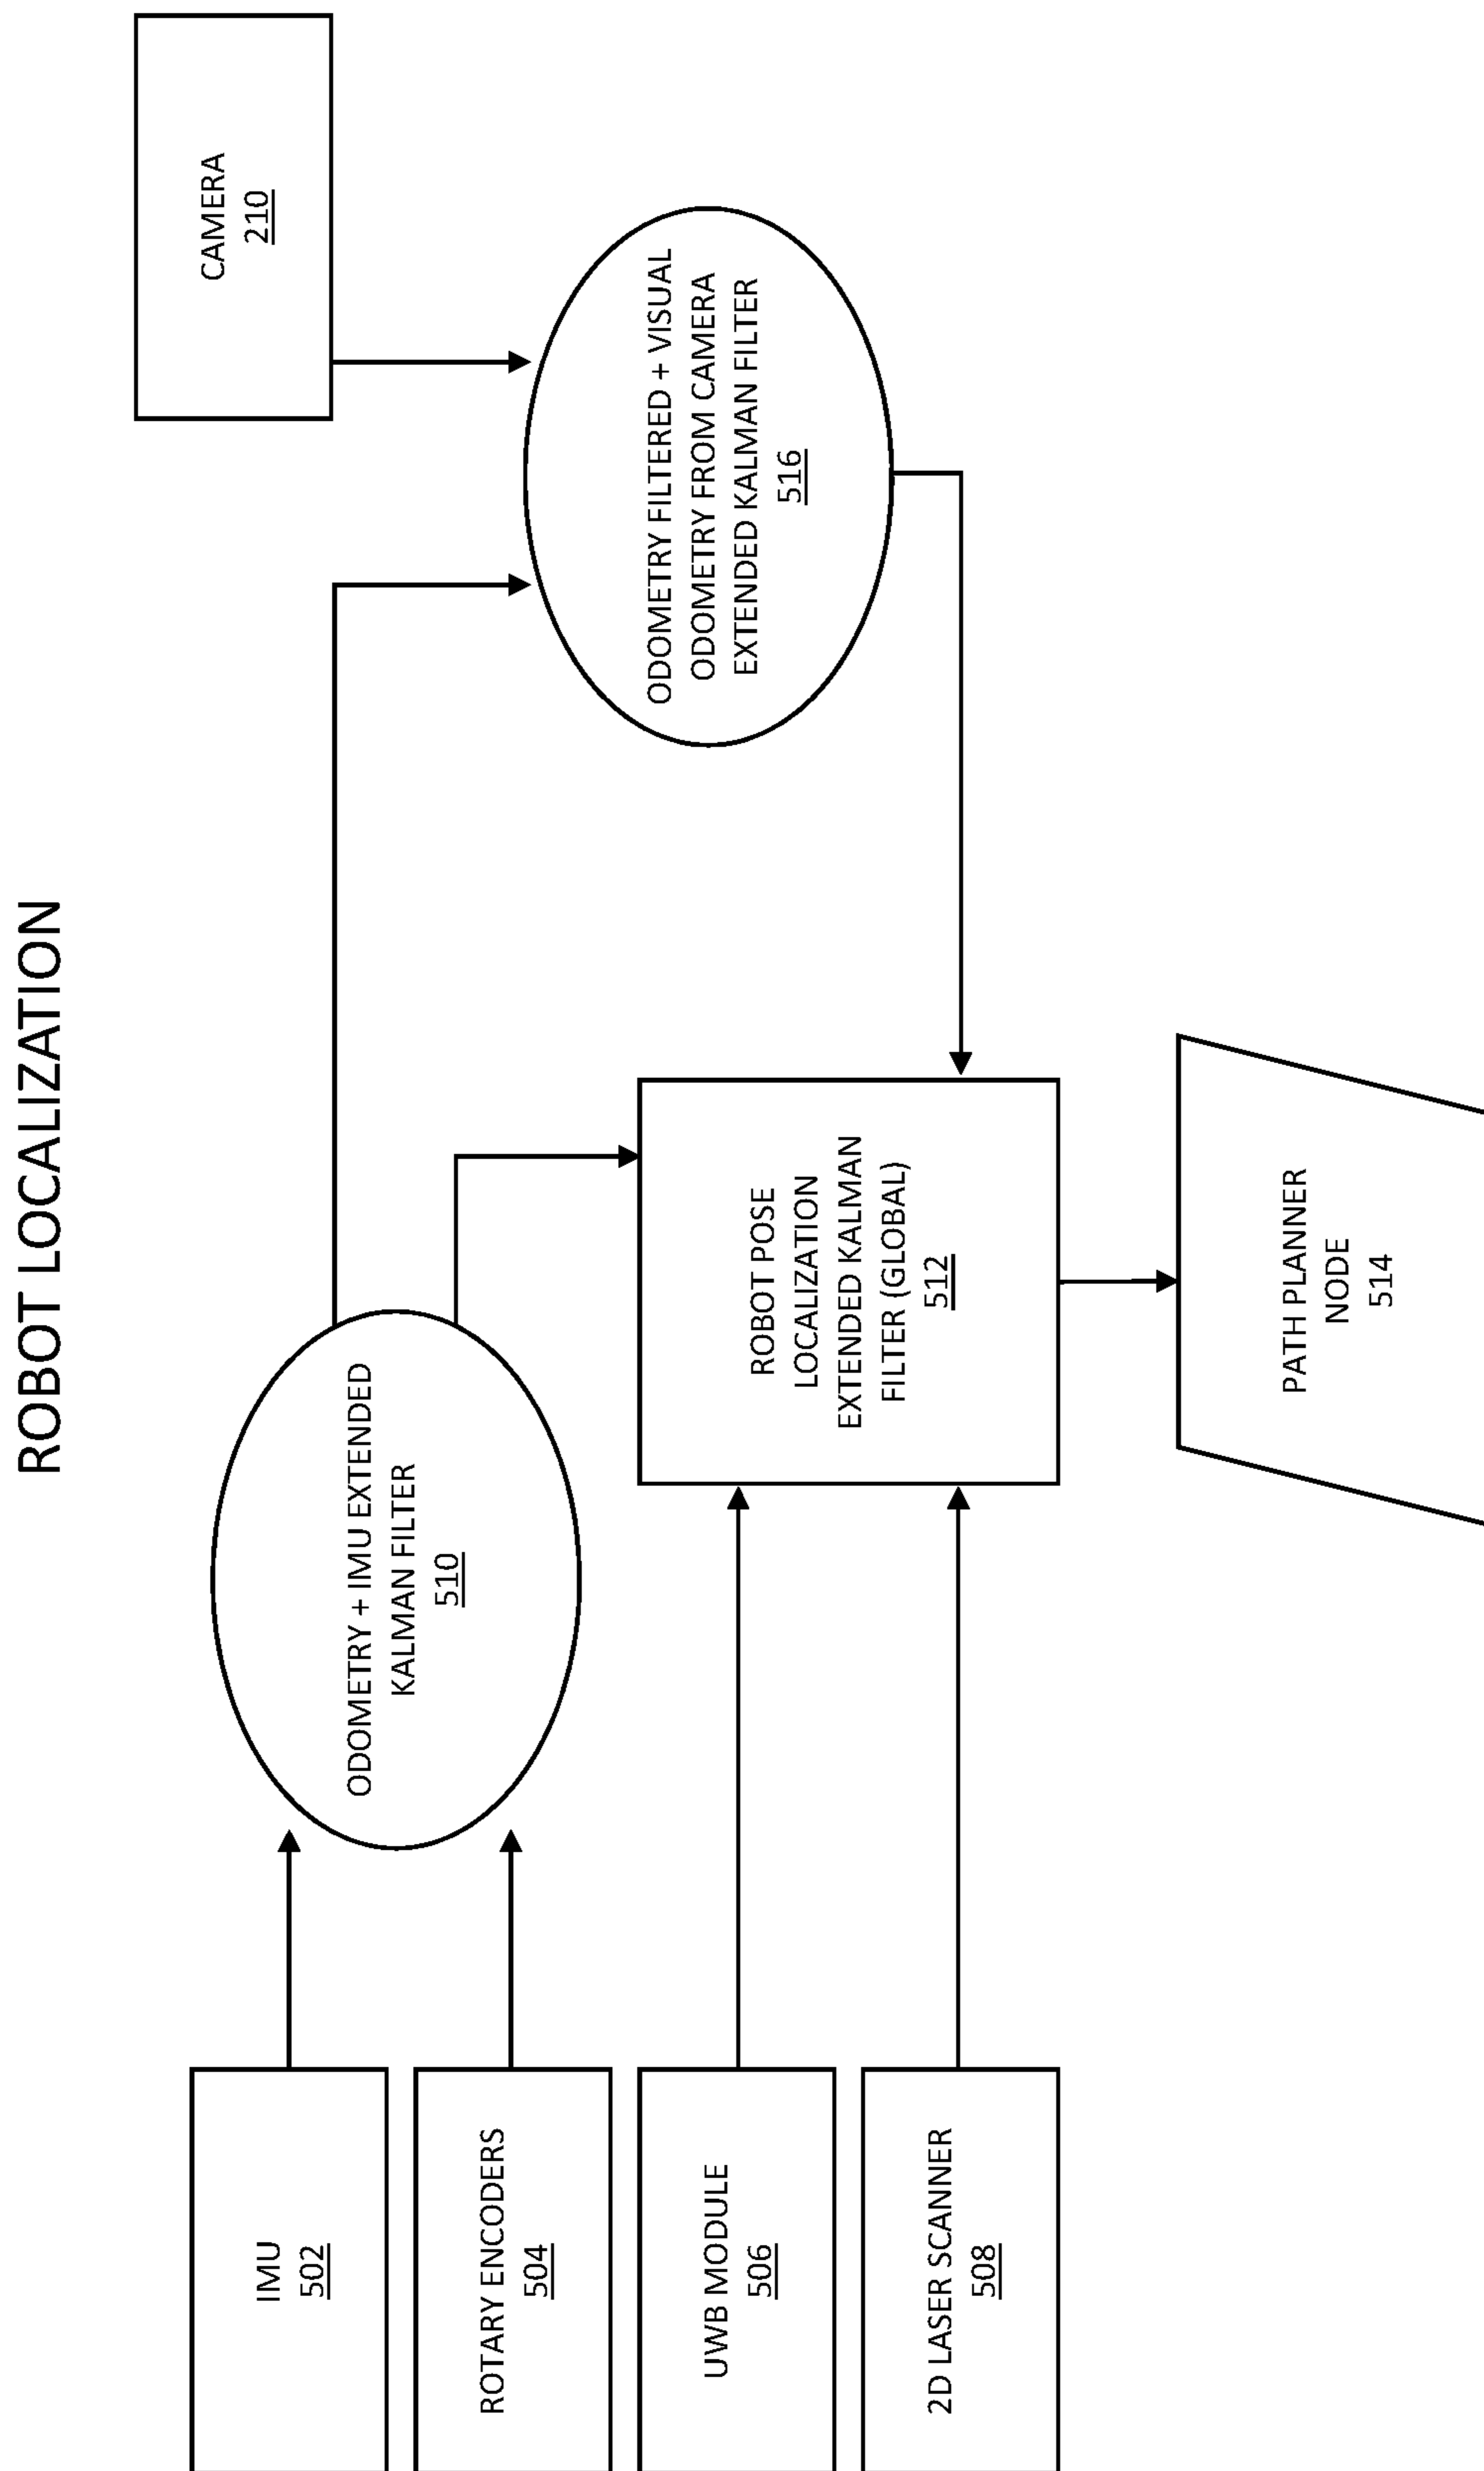 ROBOT LOCALIZATION
CAMERA
210
ODOMETRY + IMU EXTENDED
KALMAN FILTER
510
ODOMETRY FILTERED + VISUAL
ODOMETRY FROM CAMERA
EXTENDED KALMAN FILTER
516
IMU
502
ROTARY ENCODERS
504
UWB MODULE
506
2D LASER SCANNER
508
ROBOT POSE
LOCALIZATION
EXTENDED KALMAN
FILTER (GLOBAL)
512
PATH PLANNER
NODE
514